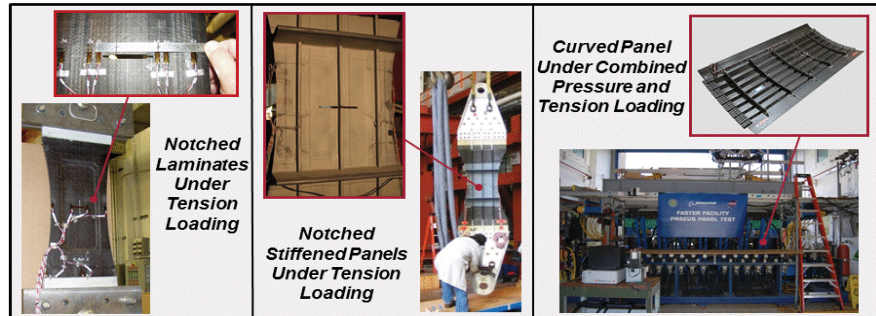 Notched
Laminates
Under
Tension
Loading
Notched
Stiffened Panels
Under Tension
Loading
Curved Panel
Under Combined
Pressure and
Tension Loading
FASTER FACILITY
PRSEUS PANEL TEST